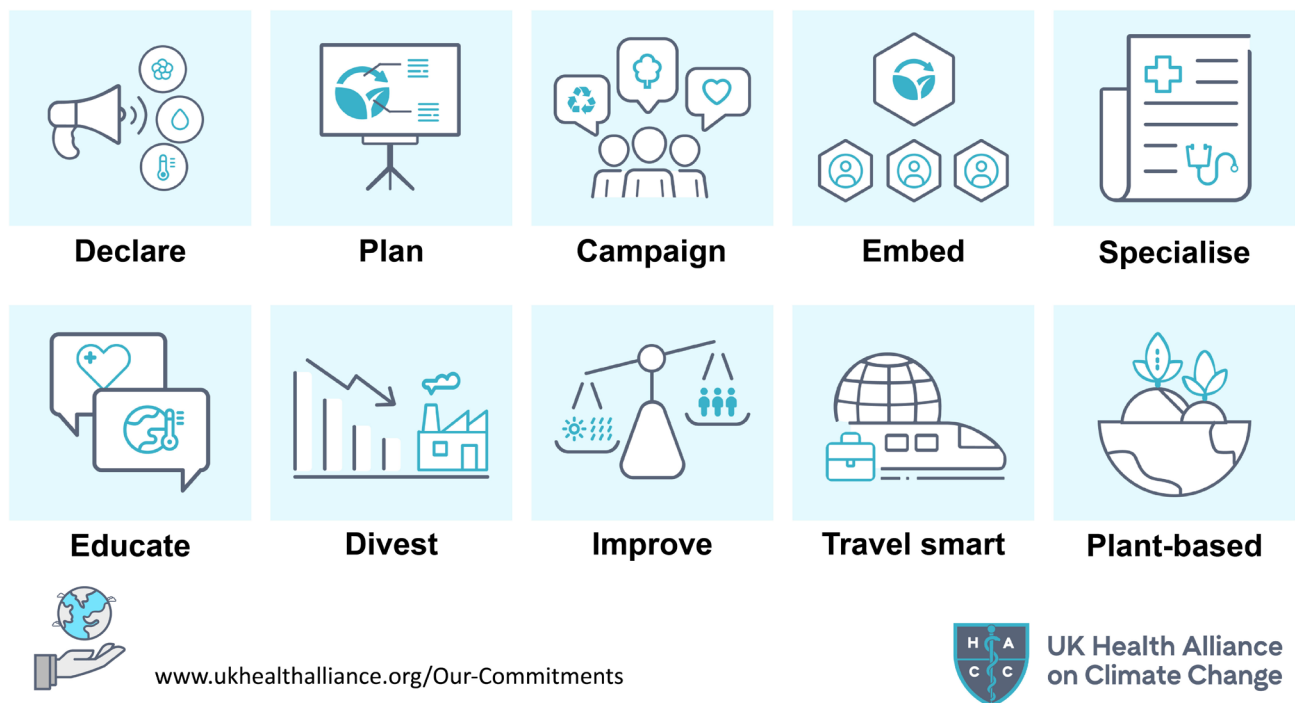 Declare
Plan
Campaign
Embed
Specialise
Educate
Divest
Improve
Travel smart
Plant-based
www.ukhealthalliance.org/Our-Commitments
H A
C C
UK Health Alliance
on Climate Change